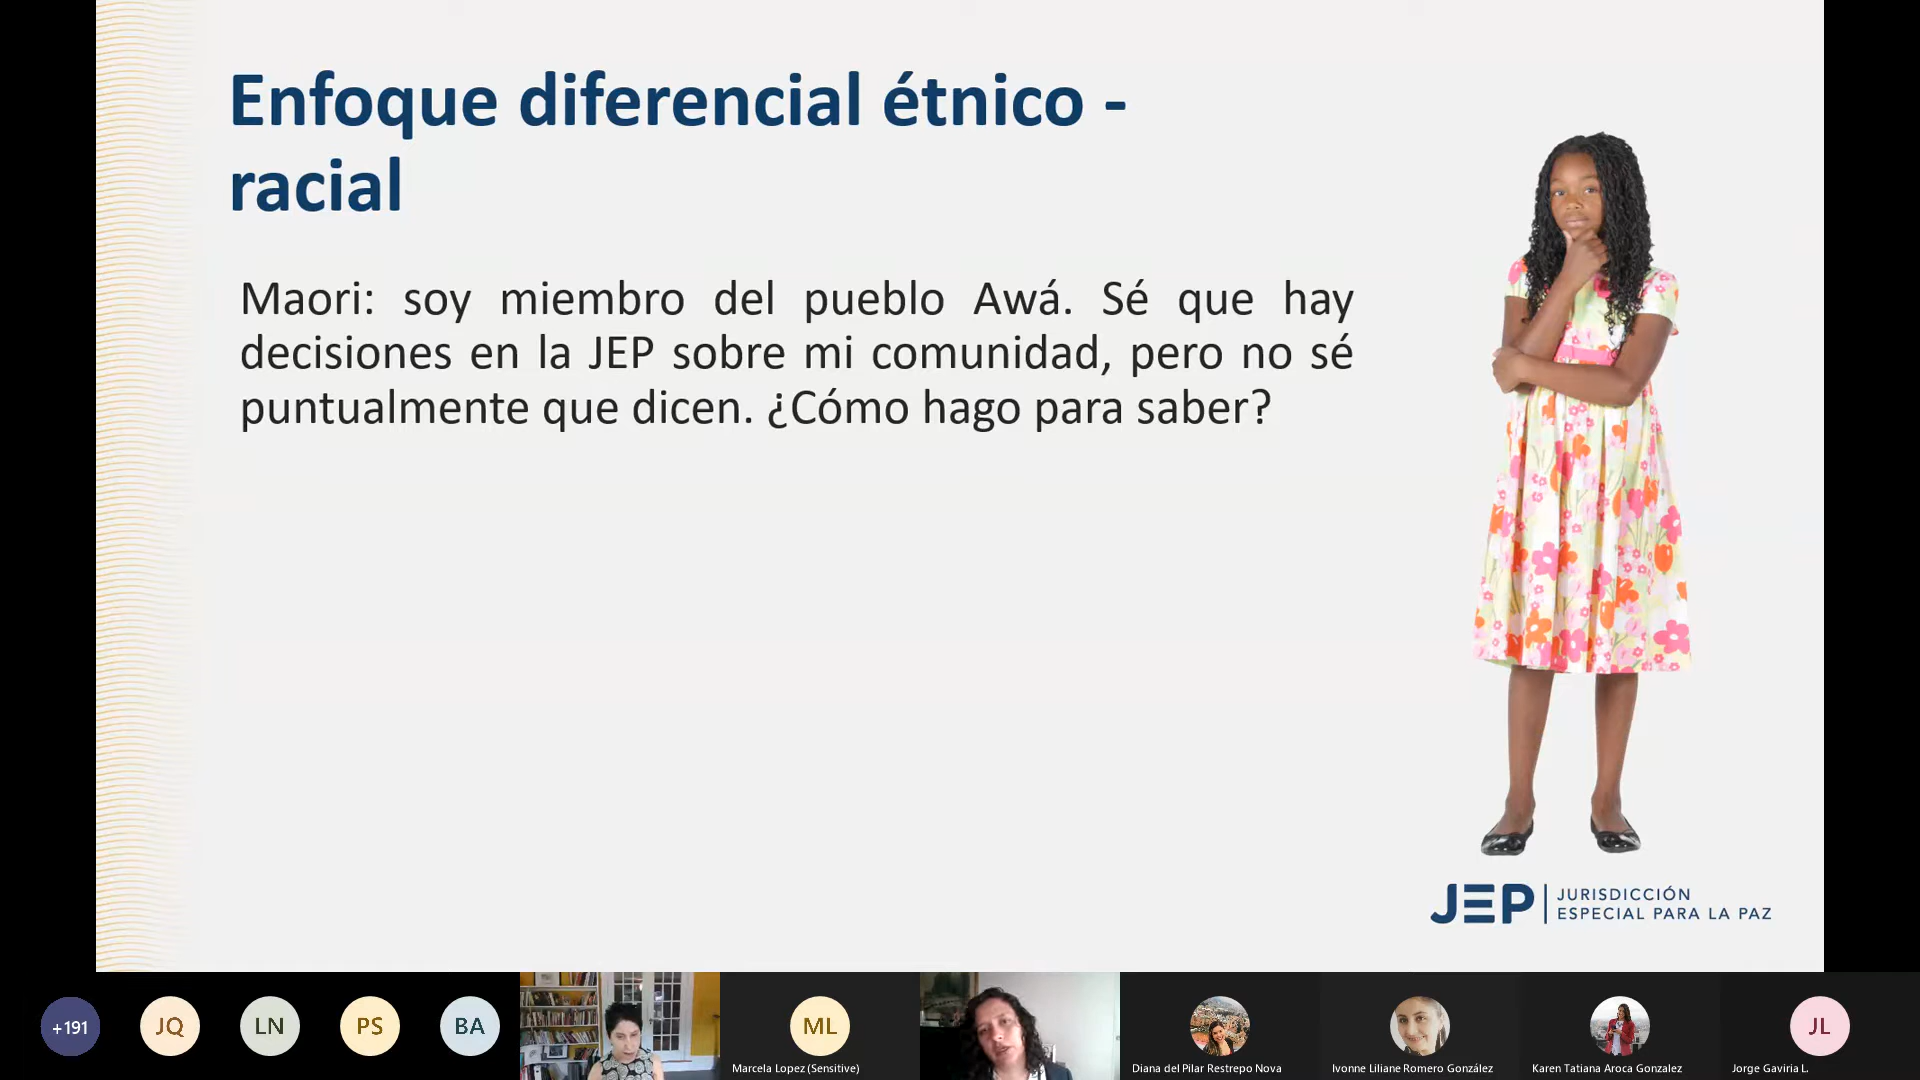 Enfoque diferencial étnico -
racial
Maori: soy miembro del pueblo Awá. Sé que hay
decisiones en la JEP sobre mi comunidad, pero no sé
puntualmente que dicen. ¿Cómo hago para saber?
JEP JURISDICCIÓN
ESPECIAL PARA LA PAZ
+191
JQ
LN
PS
BA
ML
JL
Marcela Lopez (Sensitive)
Diana del Pilar Restrepo Nova
Ivonne Liliane Romero González
Karen Tatiana Aroca Gonzalez
Jorge Gaviria L.